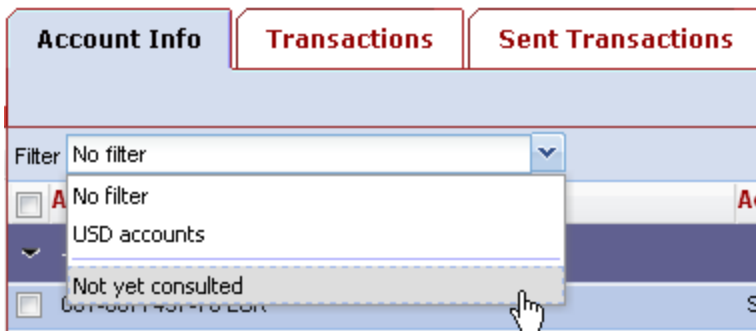 Account Info Transactions Sent Transactions
Filter No filter
No filter
USD accounts
Not yet consulted